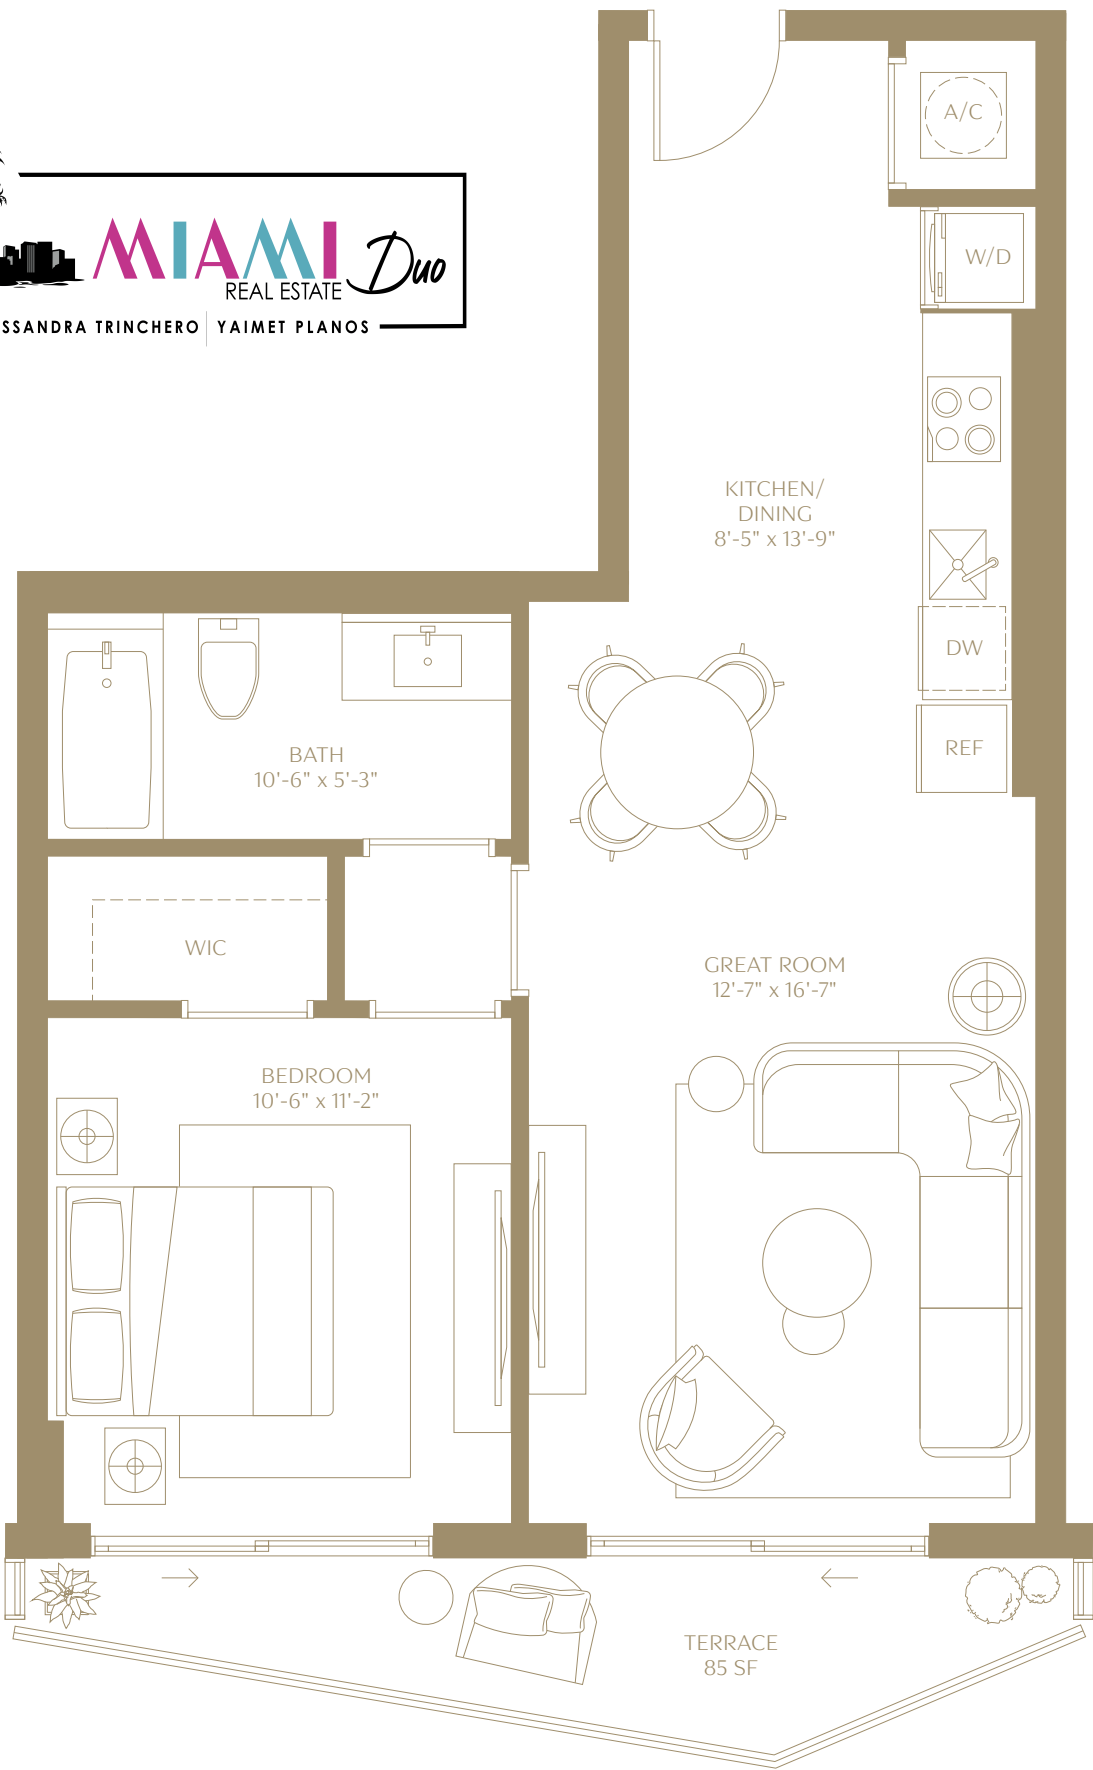 A/C
MIAMI Duo
W/D
REAL ESTATE
SSANDRA TRINCHERO | YAIMET PLANOS
KITCHEN/
DINING
8'-5" x 13'-9"
DW
REF
BATH
10'-6" x 5'-3"
WIC
GREAT ROOM
12'-7" x 16'-7"
BEDROOM
10'-6" x 11'-2"
TERRACE
85 SF